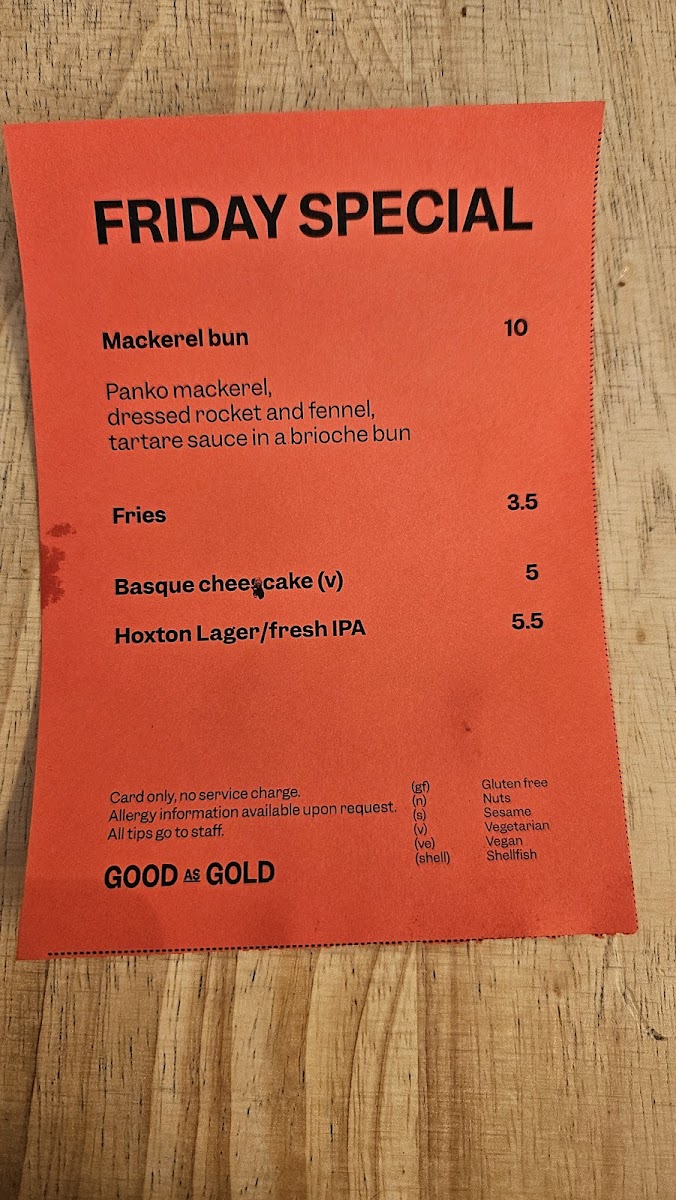 FRIDAY SPECIAL
Mackerel bun 10
Panko mackerel,
dressed rocket and fennel,
tartare sauce in a brioche bun
Fries 3.5
Basque cheesecake (v) 5
Hoxton Lager/fresh IPA 5.5
Card only, no service charge.
Allergy information available upon request.
All tips go to staff.
GOOD AS GOLD
(gf) Gluten free
(n) Nuts
(s) Sesame
(v) Vegetarian
(ve) Vegan
(shell) Shellfish